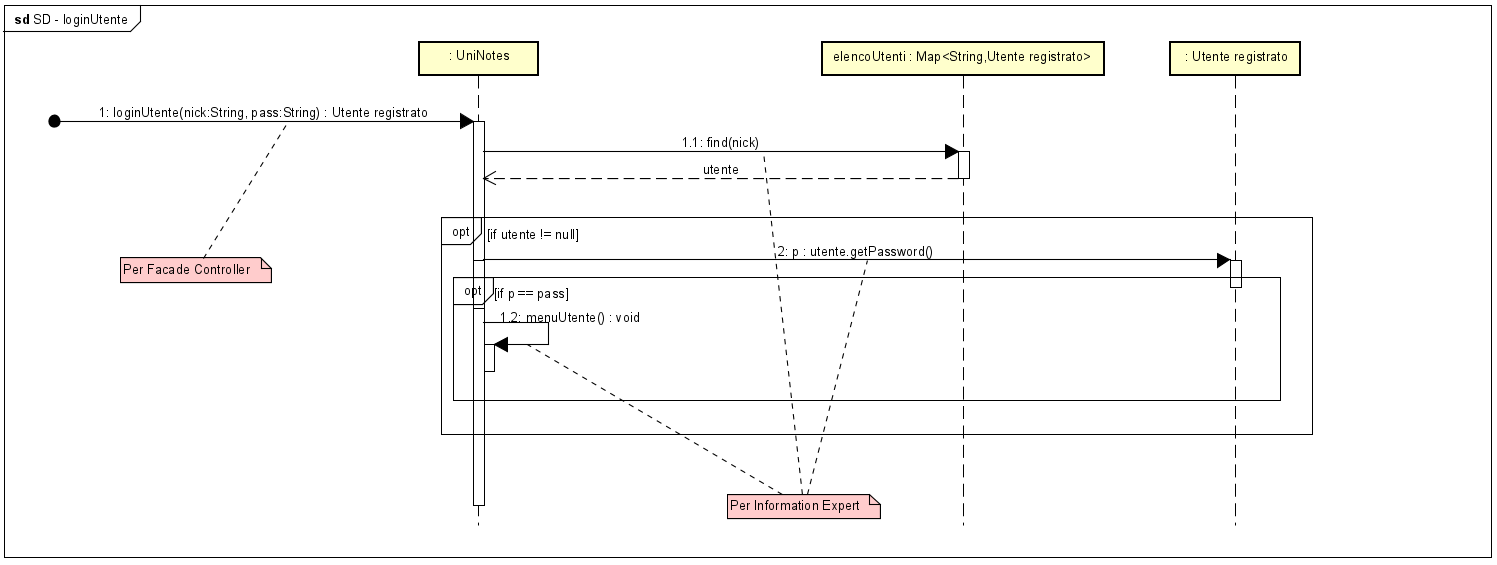 sd SD - loginUtente
: UniNotes
elencoUtenti : Map<String,Utente registrato>
: Utente registrato
1: loginUtente(nick:String, pass:String) : Utente registrato
1.1: find(nick)
utente
opt
[if utente != null]
2: p : utente.getPassword()
Per Facade Controller
opt
[if p == pass]
1.2: menuUtente() : void
Per Information Expert